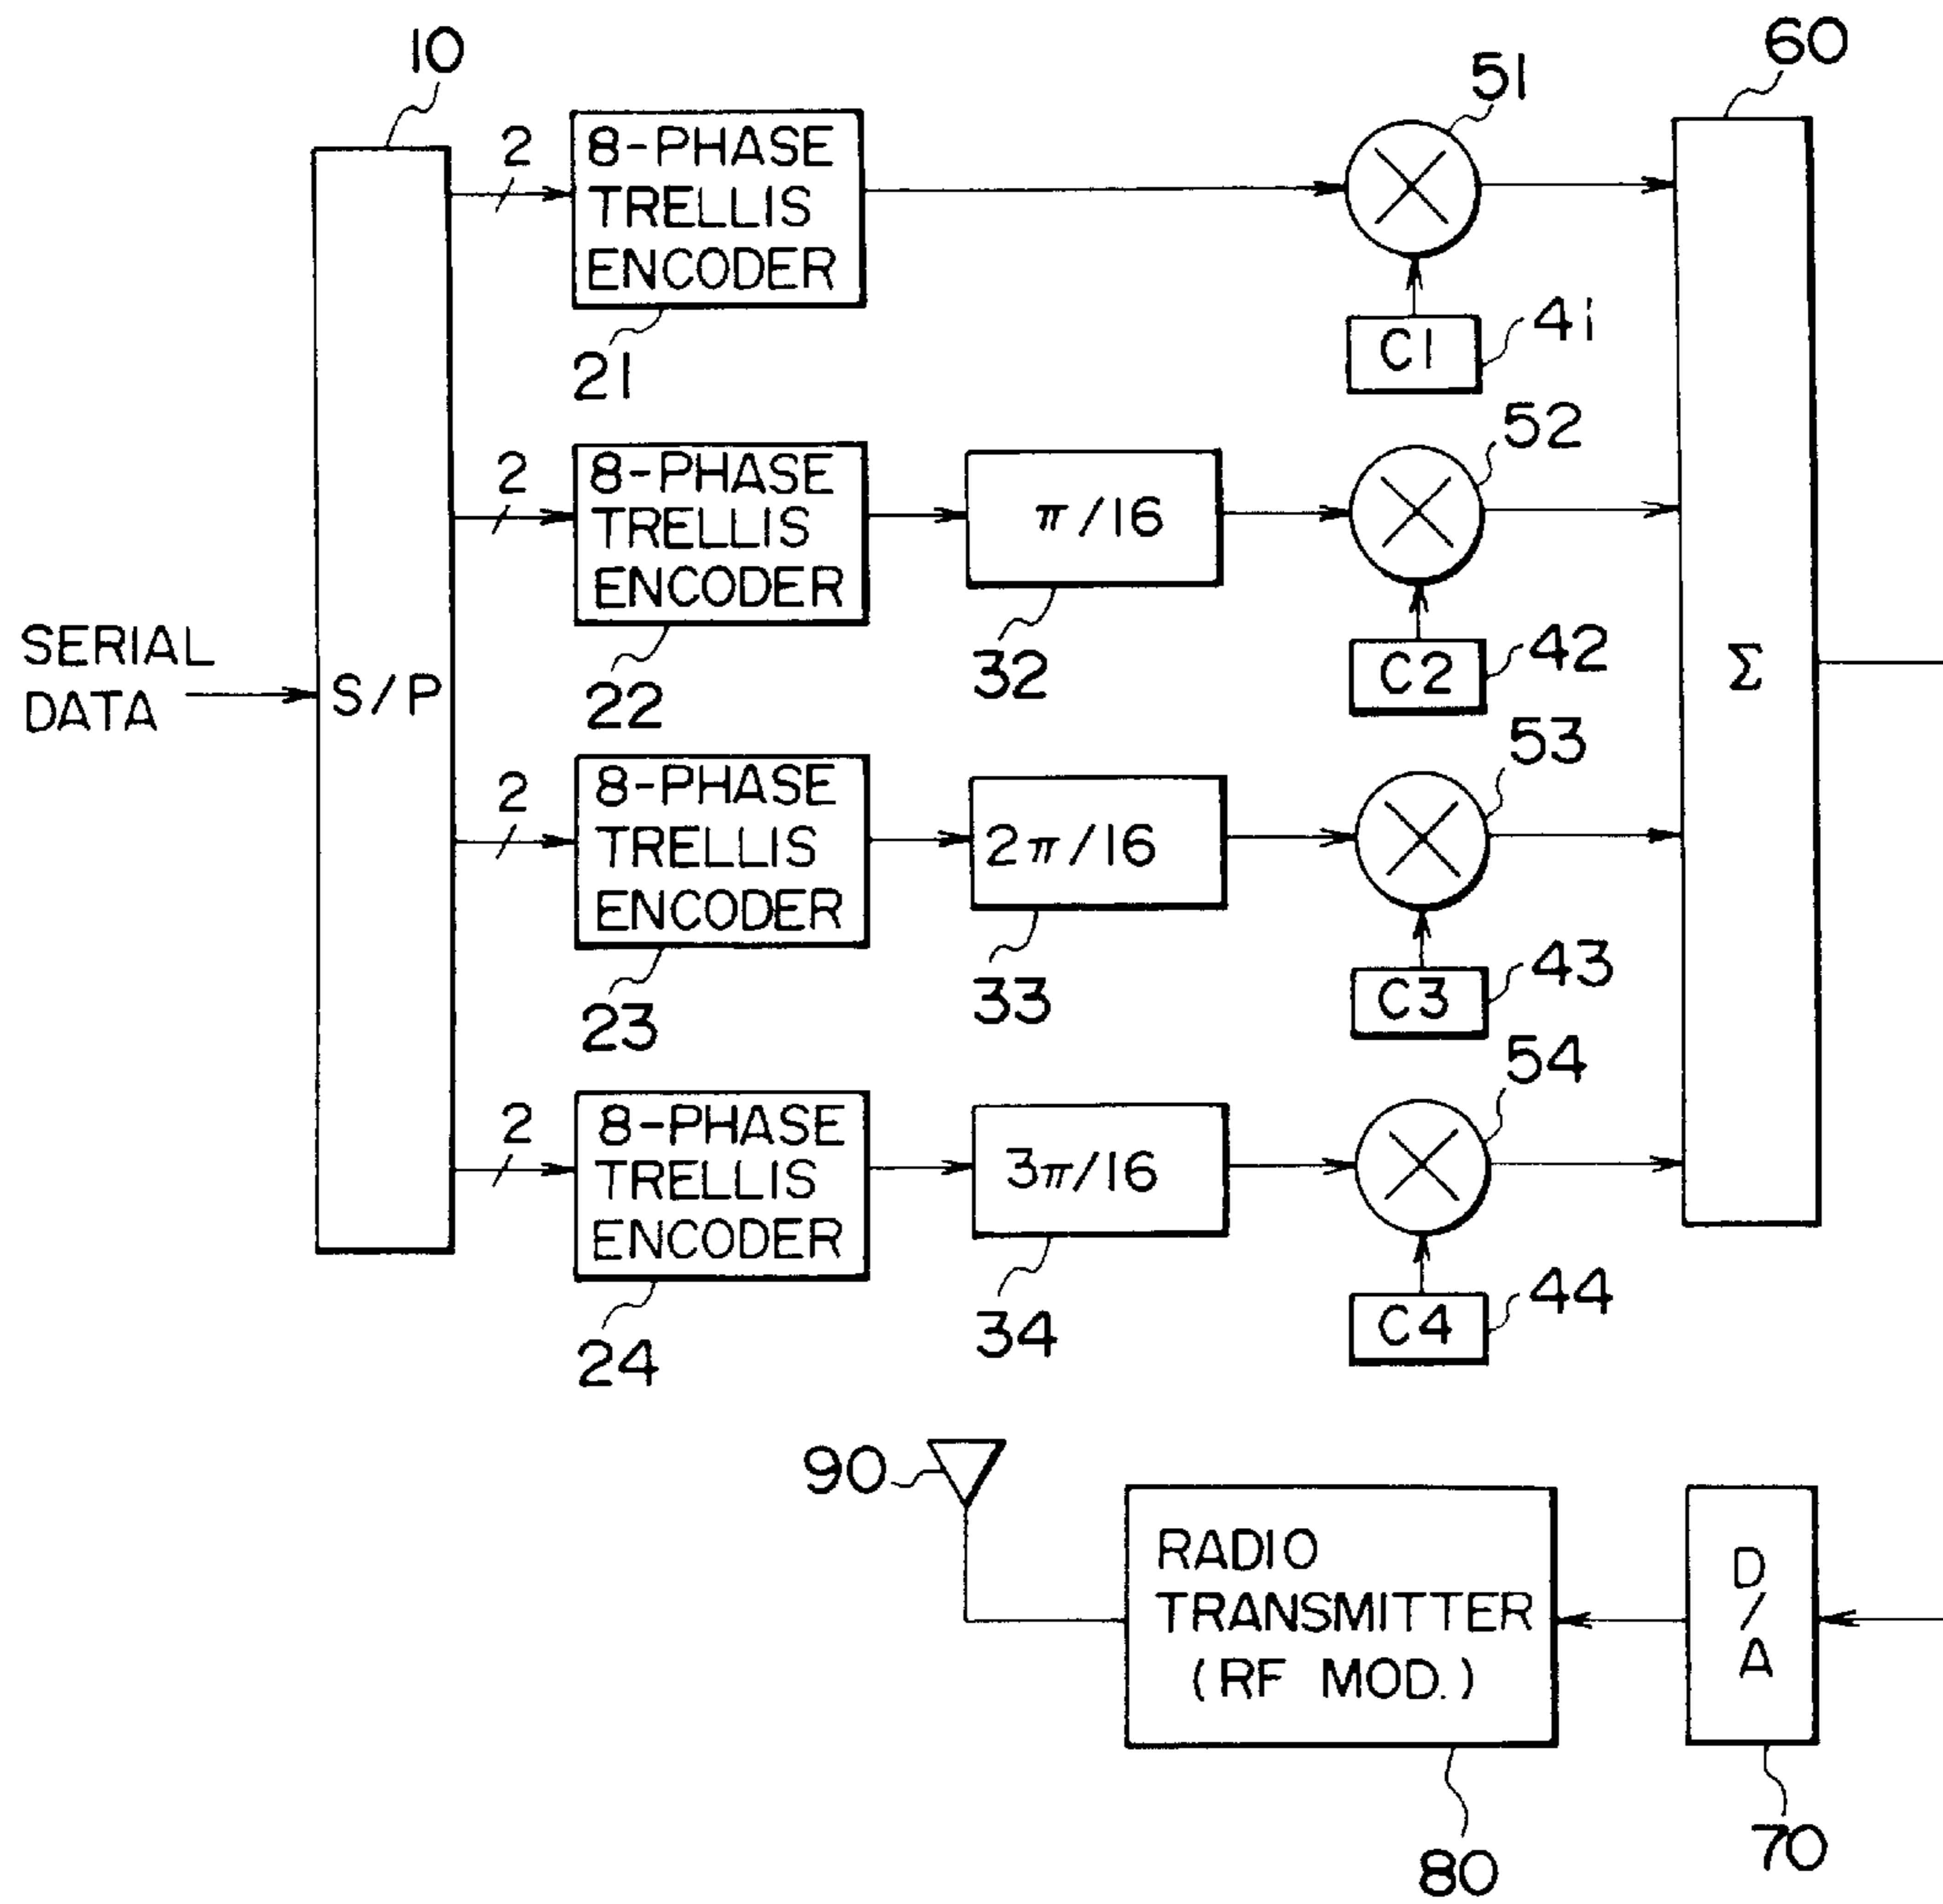 10
60
51
2
8-PHASE
TRELLIS
ENCODER
21
C1
41
52
2
8-PHASE
TRELLIS
ENCODER
π/16
22
32
C2
42
SERIAL
DATA
S/P
Σ
53
2
8-PHASE
TRELLIS
ENCODER
2π/16
23
33
C3
43
54
2
8-PHASE
TRELLIS
ENCODER
3π/16
24
34
C4
44
90
RADIO
TRANSMITTER
(RF MOD.)
D
/
A
80
70